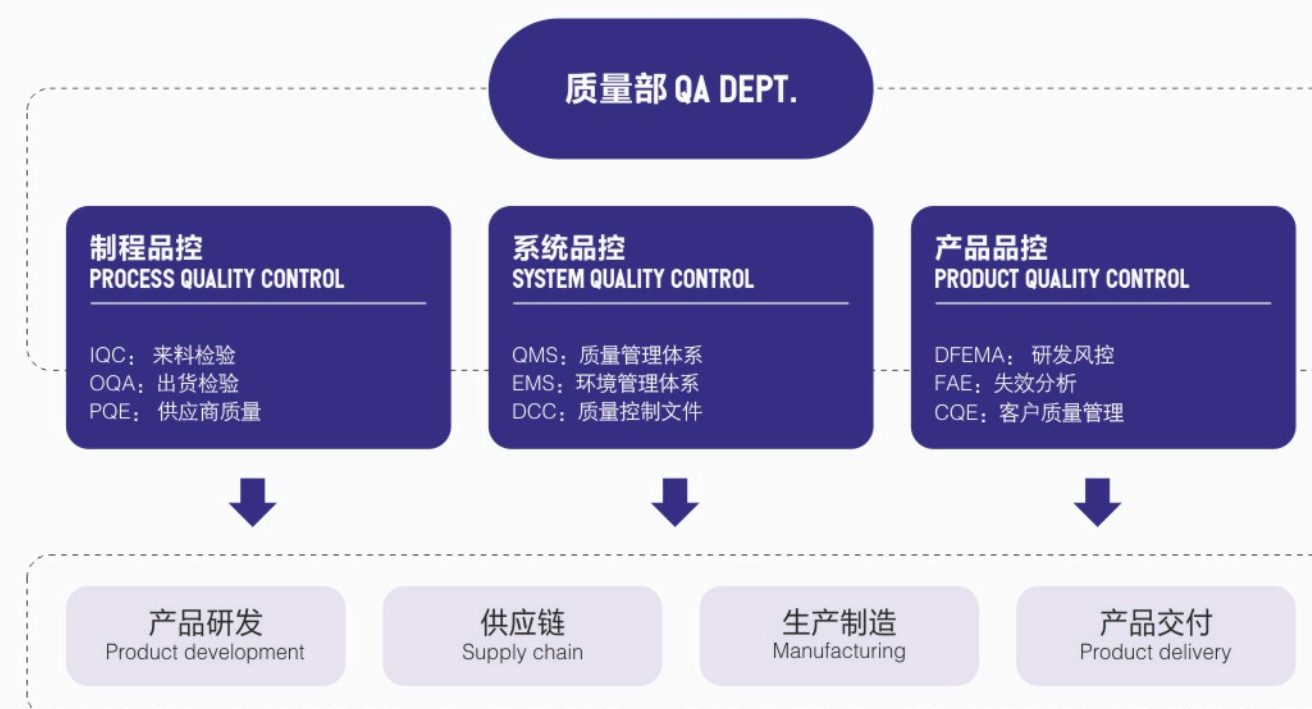 质量部 QA DEPT.
制程品控
PROCESS QUALITY CONTROL
IQC： 来料检验
OQA：出货检验
PQE： 供应商质量
系统品控
SYSTEM QUALITY CONTROL
QMS：质量管理体系
EMS：环境管理体系
DCC：质量控制文件
产品品控
PRODUCT QUALITY CONTROL
DFEMA： 研发风控
FAE：失效分析
CQE：客户质量管理
产品研发
Product development
供应链
Supply chain
生产制造
Manufacturing
产品交付
Product delivery